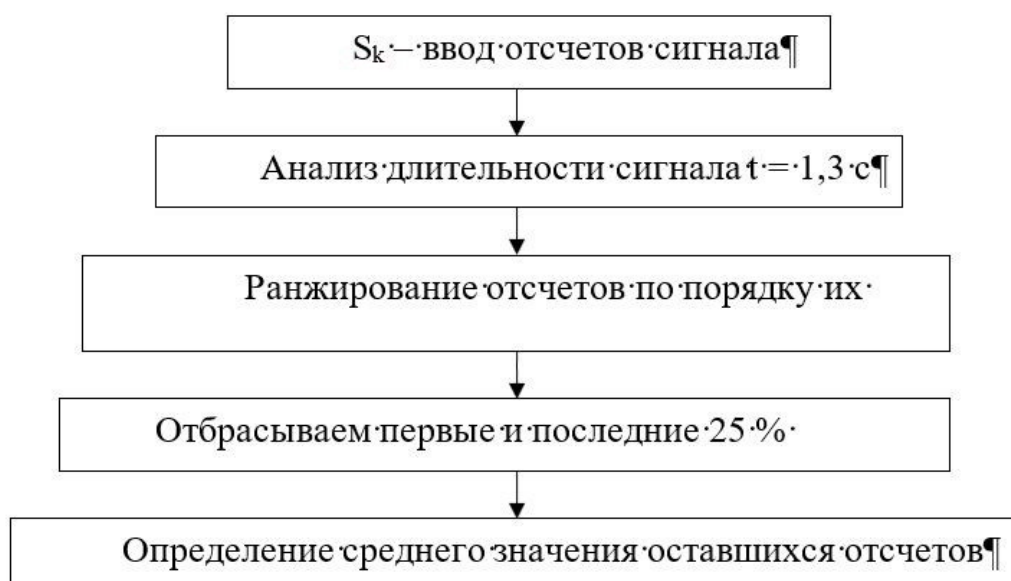 S_k·–·ввод·отсчетов·сигнала¶
Анализ·длительности·сигнала t·=·1,3·с¶
Ранжирование·отсчетов·по·порядку·их·
Отбрасываем·первые·и·последние·25·%·
Определение·среднего·значения·оставшихся·отсчетов¶